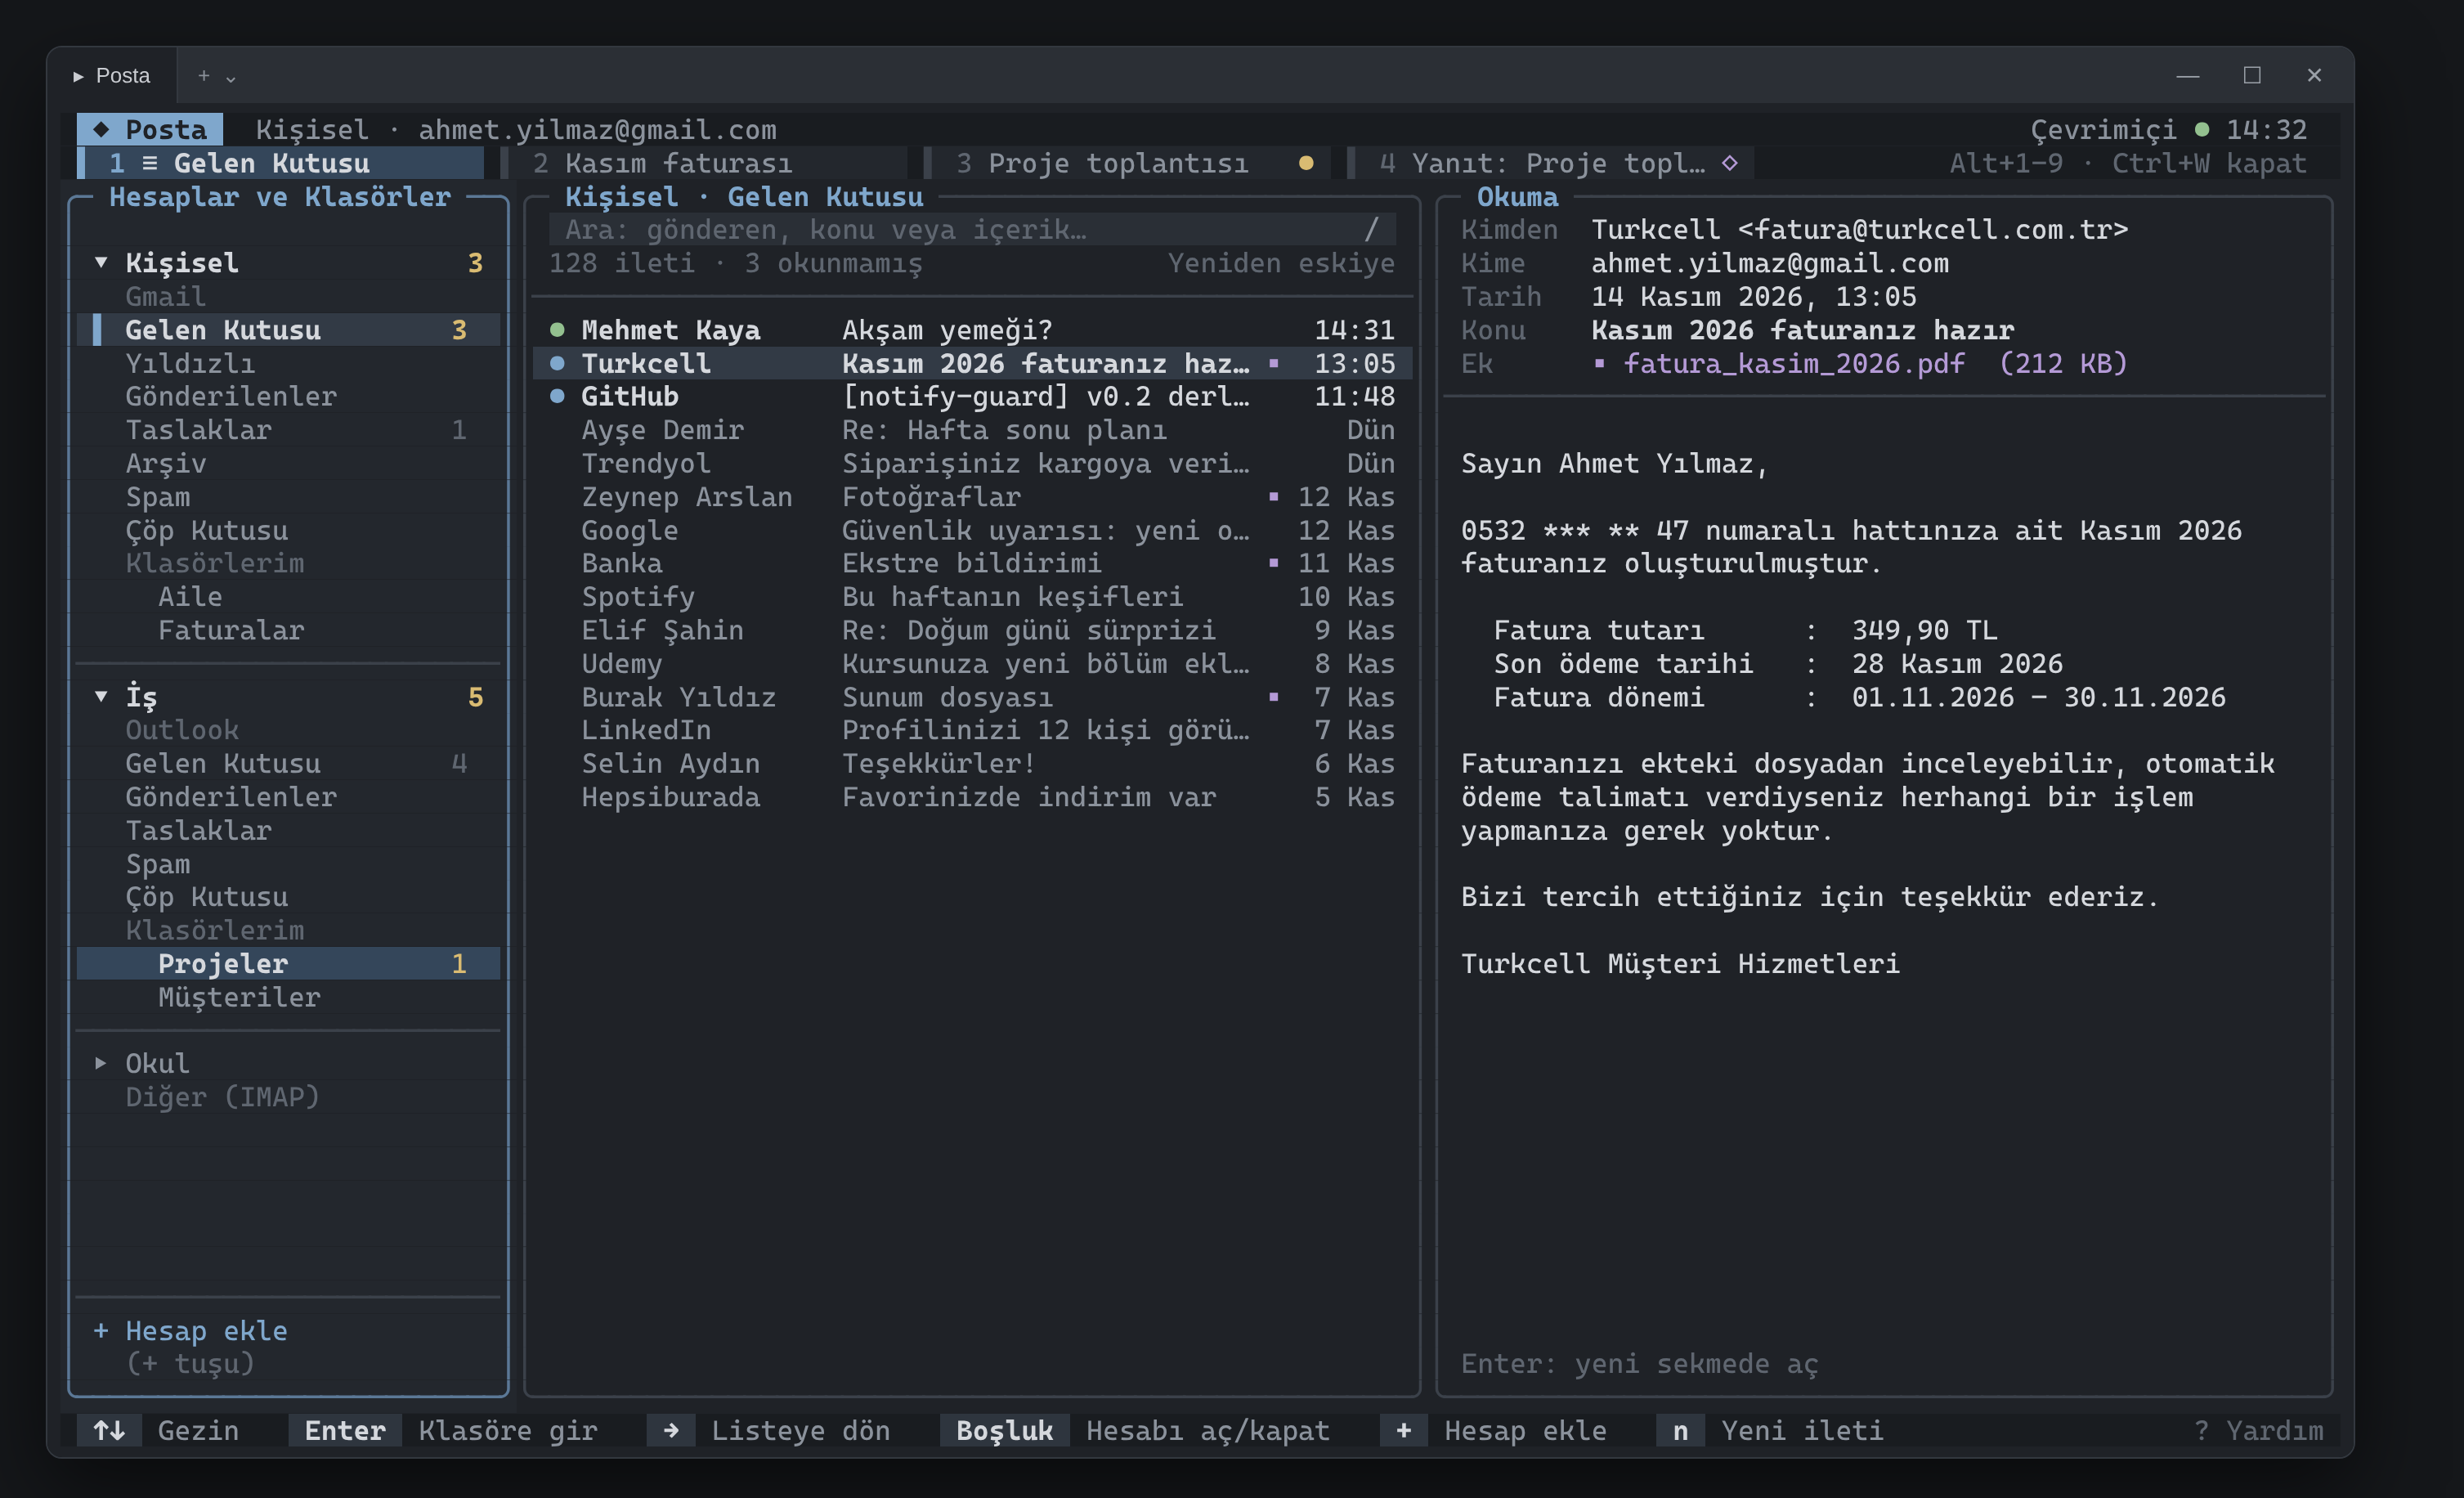 Posta
◆ Posta Kişisel · ahmet.yilmaz@gmail.com Çevrimiçi ● 14:32
1 ≡ Gelen Kutusu 2 Kasım faturası 3 Proje toplantısı ● 4 Yanıt: Proje topl… ◇ Alt+1-9 · Ctrl+W kapat
Hesaplar ve Klasörler
▼ Kişisel 3
Gmail
Gelen Kutusu 3
Yıldızlı
Gönderilenler
Taslaklar 1
Arşiv
Spam
Çöp Kutusu
Klasörlerim
Aile
Faturalar
▼ İş 5
Outlook
Gelen Kutusu 4
Gönderilenler
Taslaklar
Spam
Çöp Kutusu
Klasörlerim
Projeler 1
Müşteriler
▶ Okul
Diğer (IMAP)
+ Hesap ekle
(+ tuşu)
Kişisel · Gelen Kutusu
Ara: gönderen, konu veya içerik… /
128 ileti · 3 okunmamış Yeniden eskiye
● Mehmet Kaya Akşam yemeği? 14:31
● Turkcell Kasım 2026 faturanız haz… ▪ 13:05
● GitHub [notify-guard] v0.2 derl… 11:48
Ayşe Demir Re: Hafta sonu planı Dün
Trendyol Siparişiniz kargoya veri… Dün
Zeynep Arslan Fotoğraflar ▪ 12 Kas
Google Güvenlik uyarısı: yeni o… 12 Kas
Banka Ekstre bildirimi ▪ 11 Kas
Spotify Bu haftanın keşifleri 10 Kas
Elif Şahin Re: Doğum günü sürprizi 9 Kas
Udemy Kursunuza yeni bölüm ekl… 8 Kas
Burak Yıldız Sunum dosyası ▪ 7 Kas
LinkedIn Profilinizi 12 kişi görü… 7 Kas
Selin Aydın Teşekkürler! 6 Kas
Hepsiburada Favorinizde indirim var 5 Kas
Okuma
Kimden Turkcell <fatura@turkcell.com.tr>
Kime ahmet.yilmaz@gmail.com
Tarih 14 Kasım 2026, 13:05
Konu Kasım 2026 faturanız hazır
Ek ▪ fatura_kasim_2026.pdf (212 KB)
Sayın Ahmet Yılmaz,
0532 *** ** 47 numaralı hattınıza ait Kasım 2026
faturanız oluşturulmuştur.
Fatura tutarı : 349,90 TL
Son ödeme tarihi : 28 Kasım 2026
Fatura dönemi : 01.11.2026 – 30.11.2026
Faturanızı ekteki dosyadan inceleyebilir, otomatik
ödeme talimatı verdiyseniz herhangi bir işlem
yapmanıza gerek yoktur.
Bizi tercih ettiğiniz için teşekkür ederiz.
Turkcell Müşteri Hizmetleri
Enter: yeni sekmede aç
↑↓ Gezin Enter Klasöre gir → Listeye dön Boşluk Hesabı aç/kapat + Hesap ekle n Yeni ileti ? Yardım